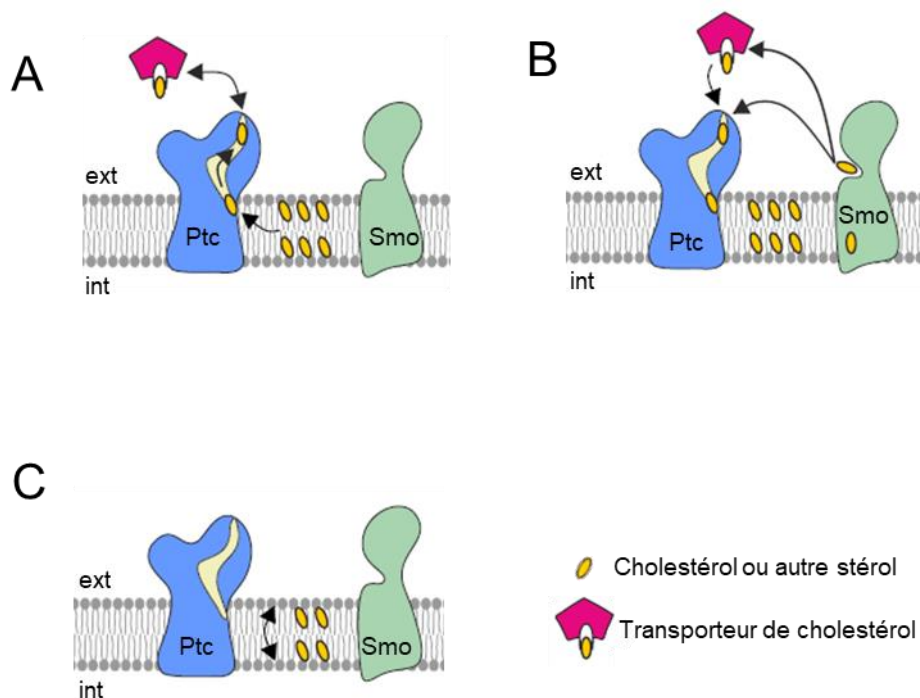 A
ext
Ptc
Smo
int
B
ext
Ptc
Smo
int
C
ext
Ptc
Smo
int
Cholestérol ou autre stérol
Transporteur de cholestérol